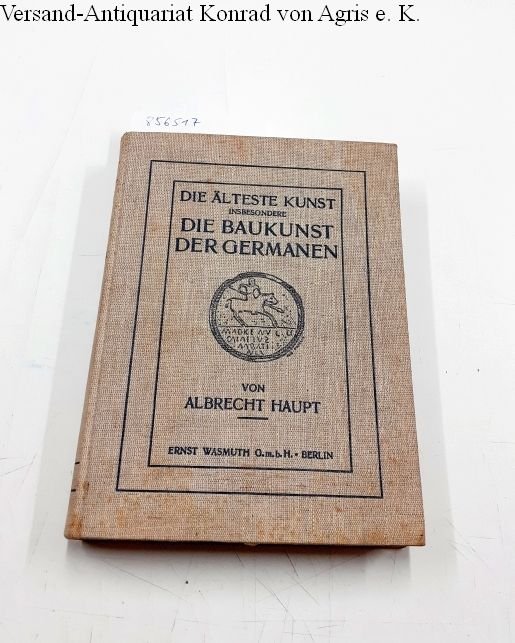 Versand-Antiquariat Konrad von Agris e. K.
856517
DIE ÄLTESTE KUNST
INSBESONDERE
DIE BAUKUNST
DER GERMANEN
VON
ALBRECHT HAUPT
ERNST WASMUTH G.m.b.H. • BERLIN